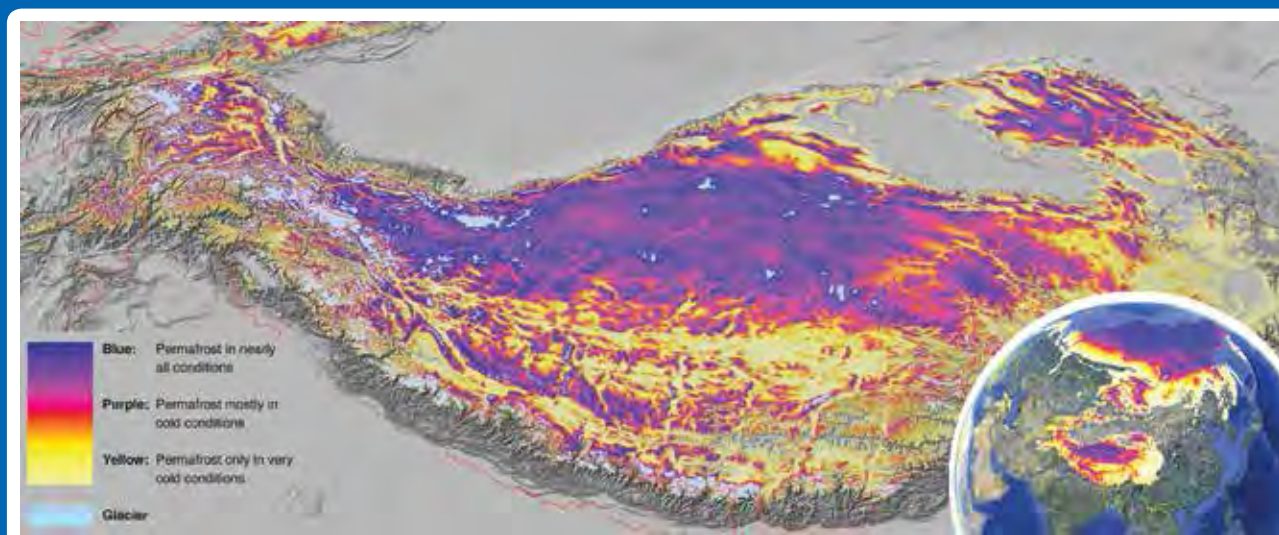 Blue: Permafrost in nearly
all conditions
Purple: Permafrost mostly in
cold conditions
Yellow: Permafrost only in very
cold conditions
Glacier